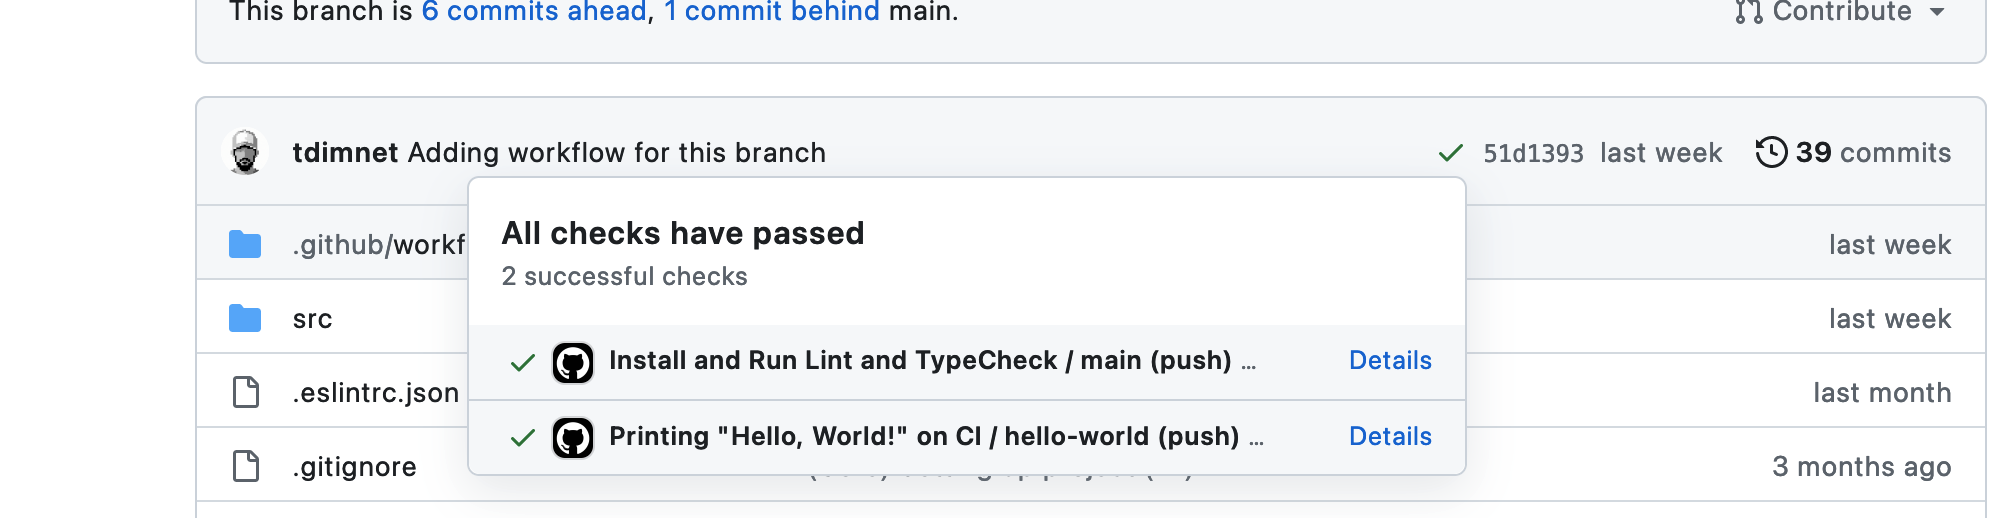 This branch is 6 commits ahead, 1 commit behind main.
Contribute
tdimnet Adding workflow for this branch
51d1393 last week
39 commits
All checks have passed
2 successful checks
.github/workf
last week
src
last week
Install and Run Lint and TypeCheck / main (push) ...
Details
.eslintrc.json
last month
Printing "Hello, World!" on CI / hello-world (push) ...
Details
.gitignore
3 months ago